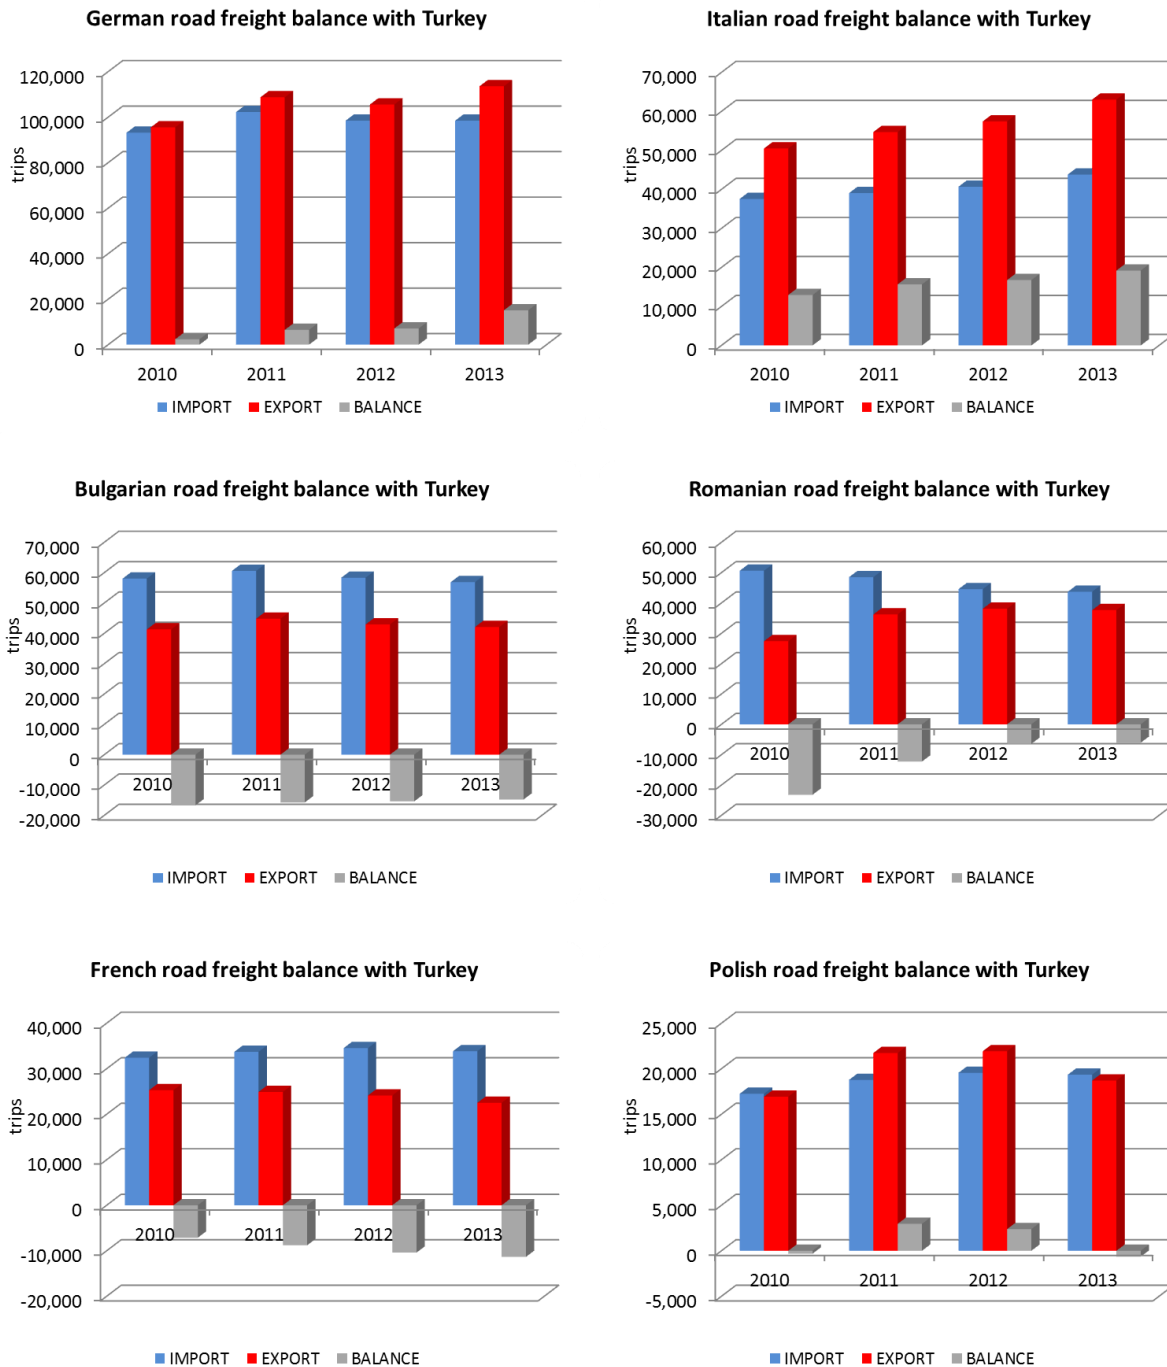 German road freight balance with Turkey
120,000
100,000
80,000
60,000
40,000
20,000
0
trips
2010 2011 2012 2013
IMPORT EXPORT BALANCE
Italian road freight balance with Turkey
70,000
60,000
50,000
40,000
30,000
20,000
10,000
0
trips
2010 2011 2012 2013
IMPORT EXPORT BALANCE
Bulgarian road freight balance with Turkey
70,000
60,000
50,000
40,000
30,000
20,000
10,000
0
-10,000
-20,000
trips
2010 2011 2012 2013
IMPORT EXPORT BALANCE
Romanian road freight balance with Turkey
60,000
50,000
40,000
30,000
20,000
10,000
0
-10,000
-20,000
-30,000
trips
2010 2011 2012 2013
IMPORT EXPORT BALANCE
French road freight balance with Turkey
40,000
30,000
20,000
10,000
0
-10,000
-20,000
trips
2010 2011 2012 2013
IMPORT EXPORT BALANCE
Polish road freight balance with Turkey
25,000
20,000
15,000
10,000
5,000
0
-5,000
trips
2010 2011 2012 2013
IMPORT EXPORT BALANCE